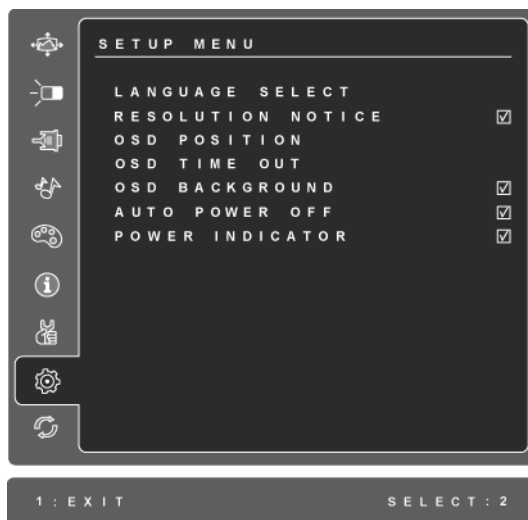 SETUP MENU
LANGUAGE SELECT
RESOLUTION NOTICE
OSD POSITION
OSD TIME OUT
OSD BACKGROUND
AUTO POWER OFF
POWER INDICATOR
1:EXIT SELECT:2